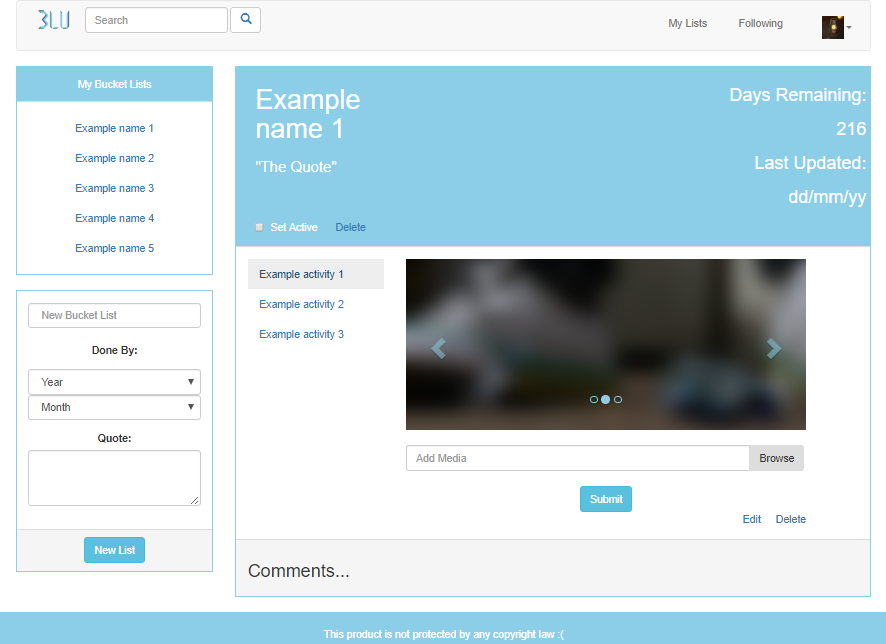 BLU
Search
My Lists
Following
My Bucket Lists
Example name 1
Example name 2
Example name 3
Example name 4
Example name 5
New Bucket List
Done By:
Year
Month
Quote:
New List
Example
name 1
"The Quote"
Set Active
Delete
Days Remaining:
216
Last Updated:
dd/mm/yy
Example activity 1
Example activity 2
Example activity 3
Add Media
Browse
Submit
Edit
Delete
Comments...
This product is not protected by any copyright law :(